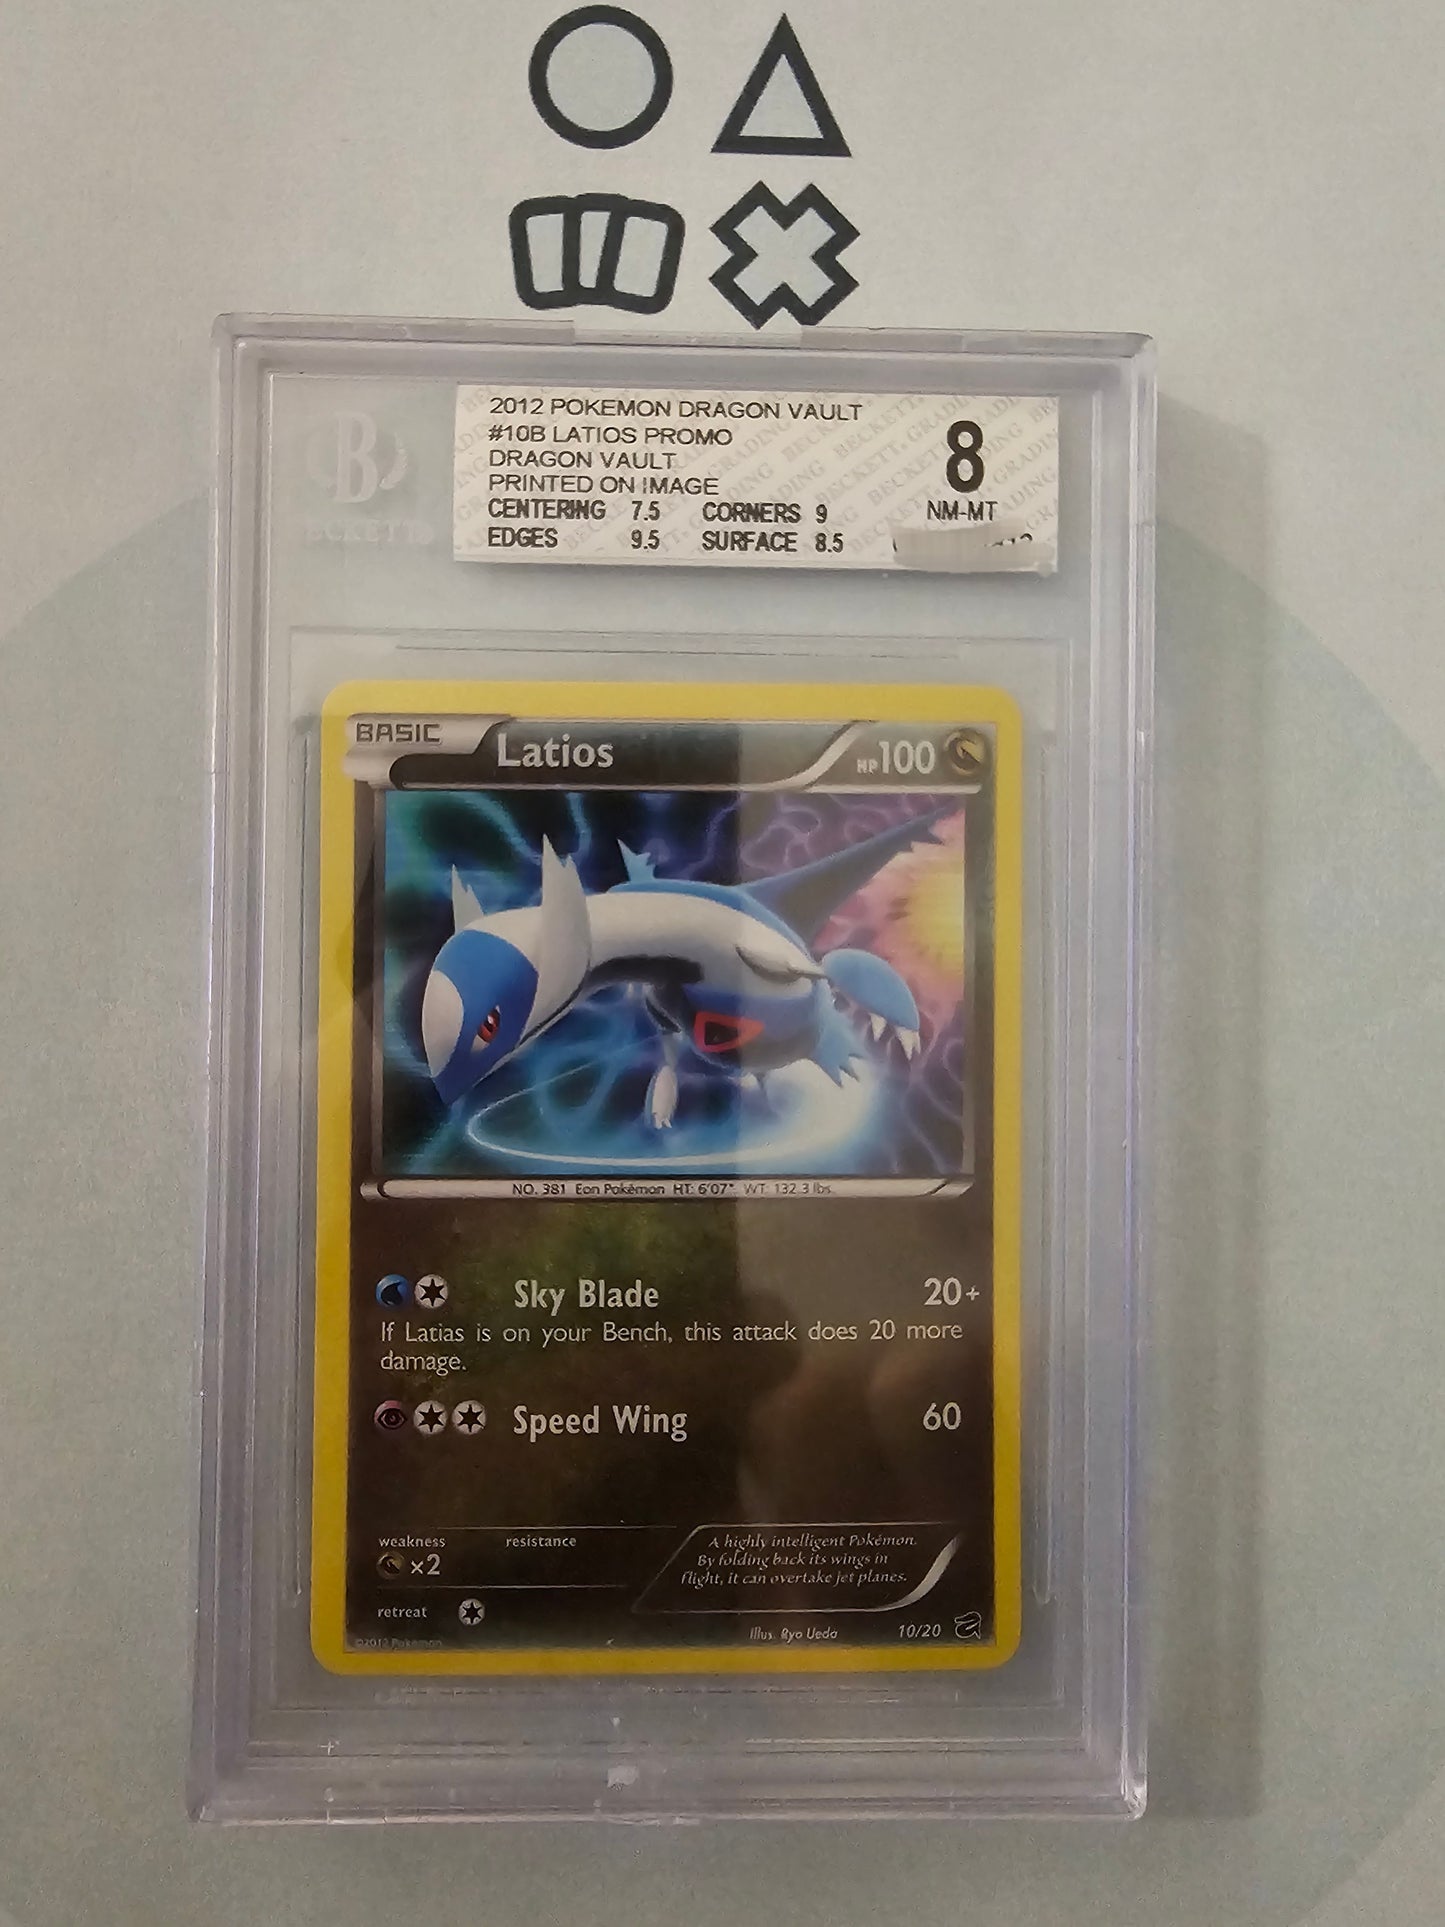 2012 POKEMON DRAGON VAULT
#10B LATIOS PROMO
DRAGON VAULT
PRINTED ON IMAGE
CENTERING 7.5 CORNERS 9
EDGES 9.5 SURFACE 8.5
8
NM-MT
B
BECKETT
BASIC
Latios
HP100
NO. 381 Eon Pokémon HT: 6'07" WT: 132.3 lbs.
Sky Blade 20+
If Latias is on your Bench, this attack does 20 more
damage.
Speed Wing 60
weakness resistance
×2
A highly intelligent Pokémon.
By folding back its wings in
flight, it can overtake jet planes.
retreat
©2012 Pokémon
Illus. Ryo Ueda
10/20